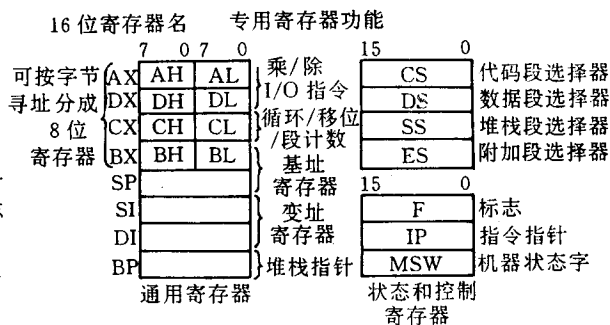 16 位寄存器名 专用寄存器功能
7 0 7 0 15 0
可按字节 AX AH AL 乘/除 CS 代码段选择器
寻址分成 DX DH DL I/O 指令 DS 数据段选择器
8 位 CX CH CL 循环/移位 SS 堆栈段选择器
寄存器 BX BH BL /段计数 ES 附加段选择器
基址
SP 寄存器 15 0
SI 变址 F 标志
DI 寄存器 IP 指令指针
BP 堆栈指针 MSW 机器状态字
通用寄存器 状态和控制
寄存器